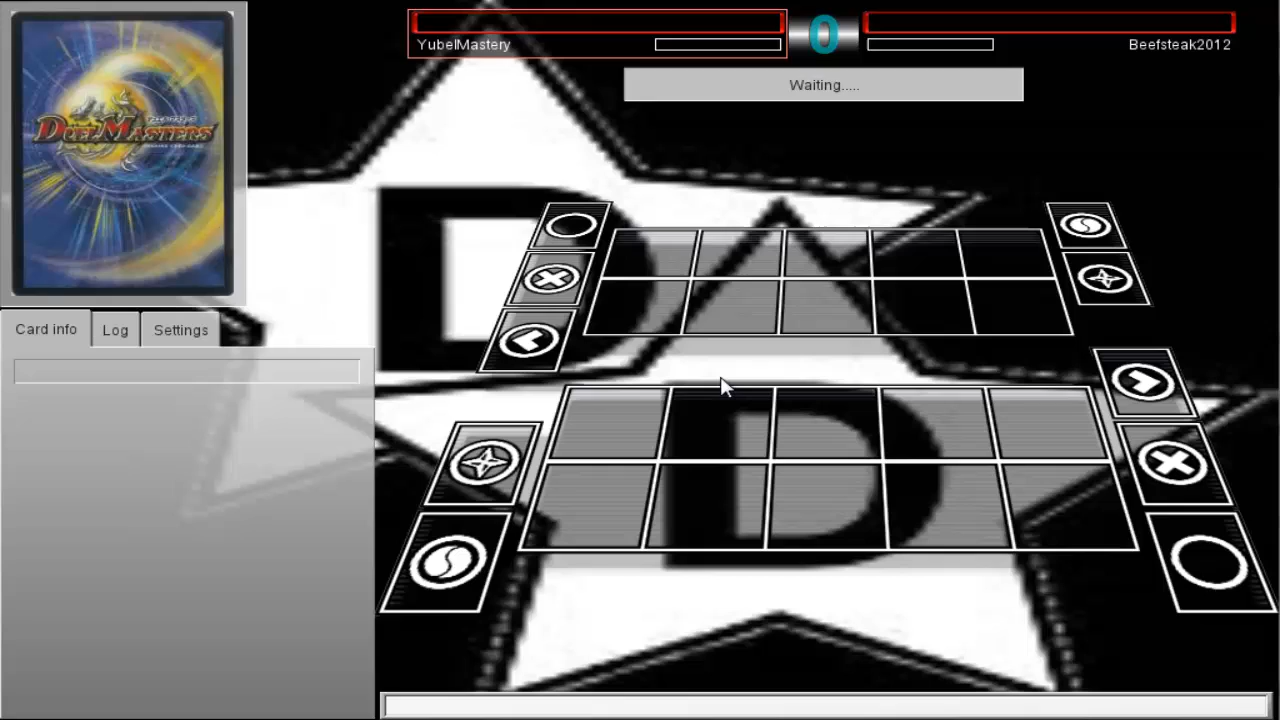 YubelMastery
0
Beefsteak2012
Waiting.....
DUEL MASTERS
Card info
Log
Settings
D
A
D